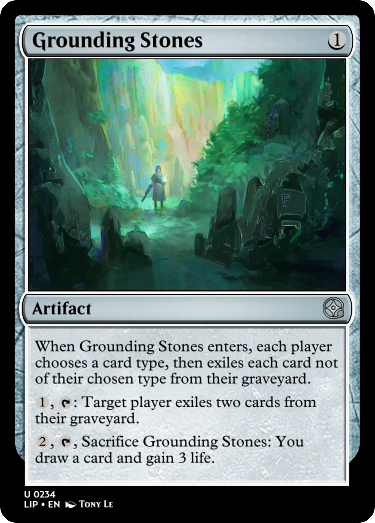 Grounding Stones 1
Artifact
When Grounding Stones enters, each player
chooses a card type, then exiles each card not
of their chosen type from their graveyard.
1, : Target player exiles two cards from
their graveyard.
2, , Sacrifice Grounding Stones: You
draw a card and gain 3 life.
U 0234
LIP • EN Tony Le